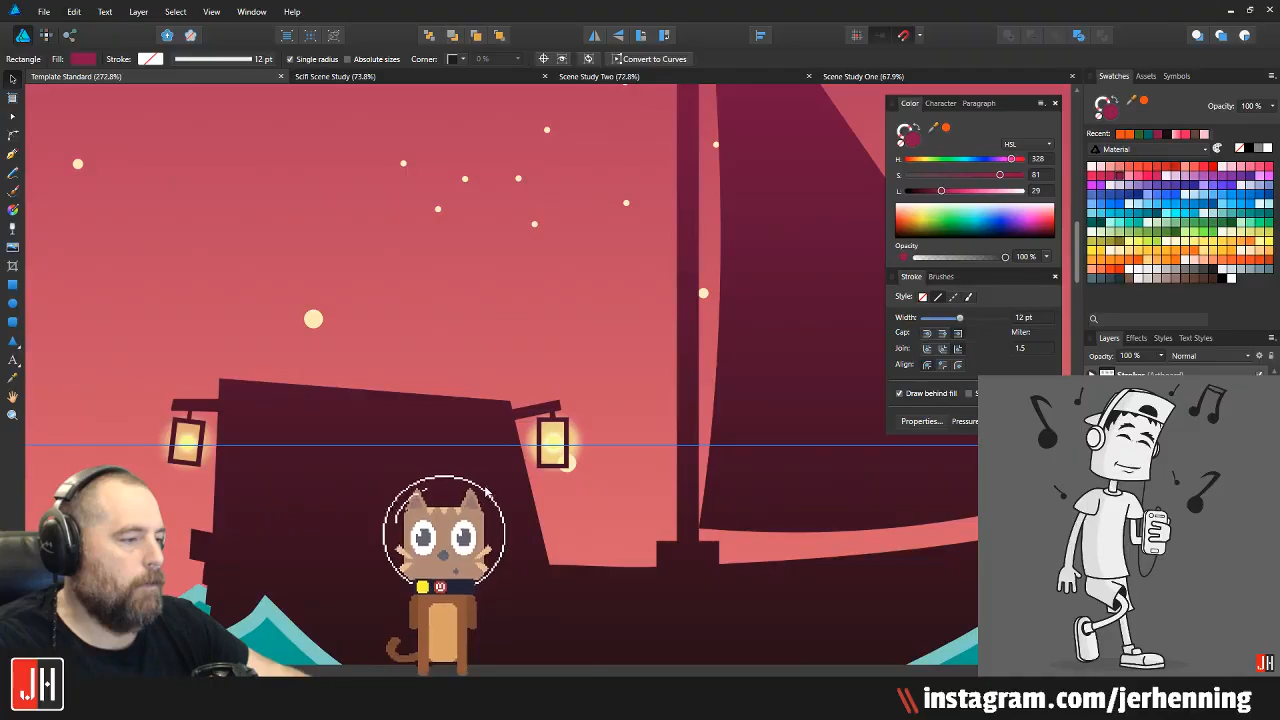 File Edit Text Layer Select View Window Help
Rectangle Fill: Stroke: 12 pt Single radius Absolute sizes Corner: 0 % Convert to Curves
Template Standard (272.8%) Scifi Scene Study (73.8%) Scene Study Two (72.8%) Scene Study One (67.9%)
Swatches Assets Symbols
Opacity: 100 %
Recent:
Material
Color Character Paragraph
HSL
H: 328
S: 81
L: 29
Opacity
100 %
Stroke Brushes
Style:
Width: 12 pt
Cap: Miter:
Join: 1.5
Align:
Draw behind fill
Properties... Pressure
Layers Effects Styles Text Styles
Opacity: 100 % Normal
JH
JH
\\ instagram.com/jerhenning